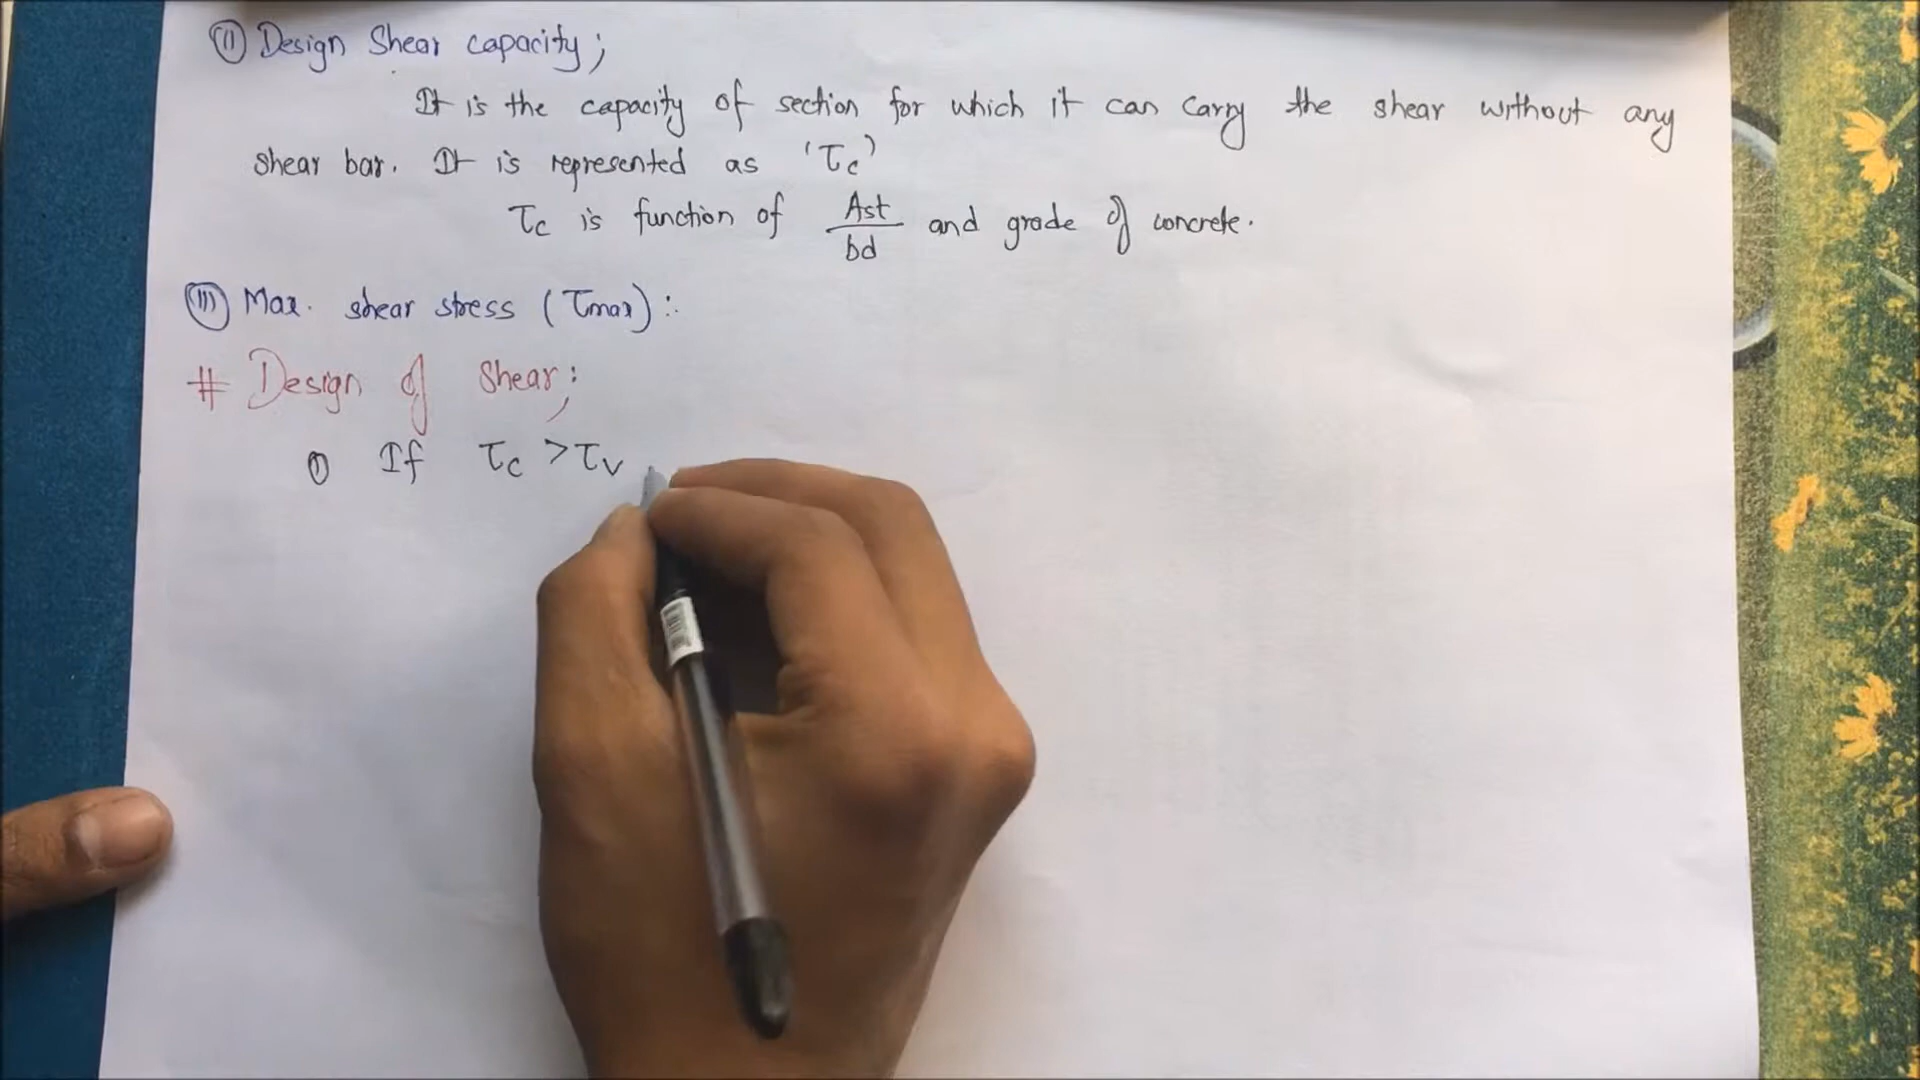 (II) Design Shear capacity;
It is the capacity of section for which it can carry the shear without any
shear bar. It is represented as 'τc'
τc is function of Ast/bd and grade of concrete.
(III) Max. shear stress (τmax):
# Design of Shear:
① If τc > τv